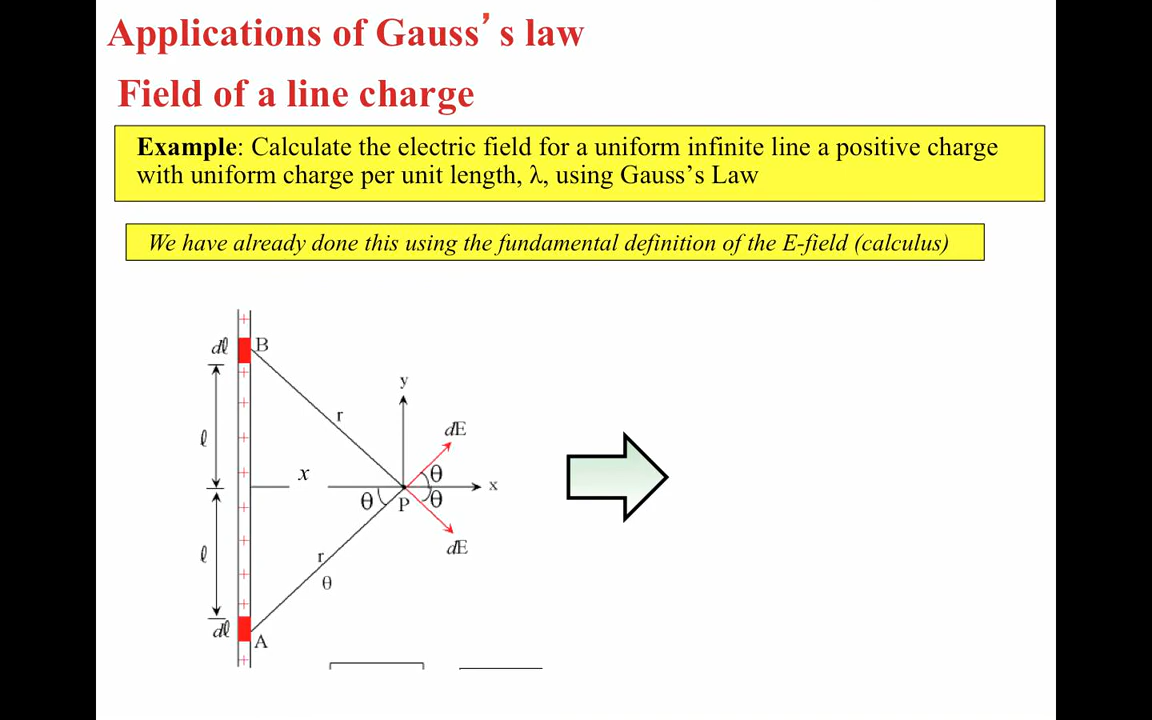 Applications of Gauss’s law
Field of a line charge
Example: Calculate the electric field for a uniform infinite line a positive charge
with uniform charge per unit length, λ, using Gauss’s Law
We have already done this using the fundamental definition of the E-field (calculus)
+
dℓ B
+
+
y
r
dE
ℓ +
+ x θ
x
θ P θ
+
+
dE
ℓ r
+ θ
+
dℓ
A
+